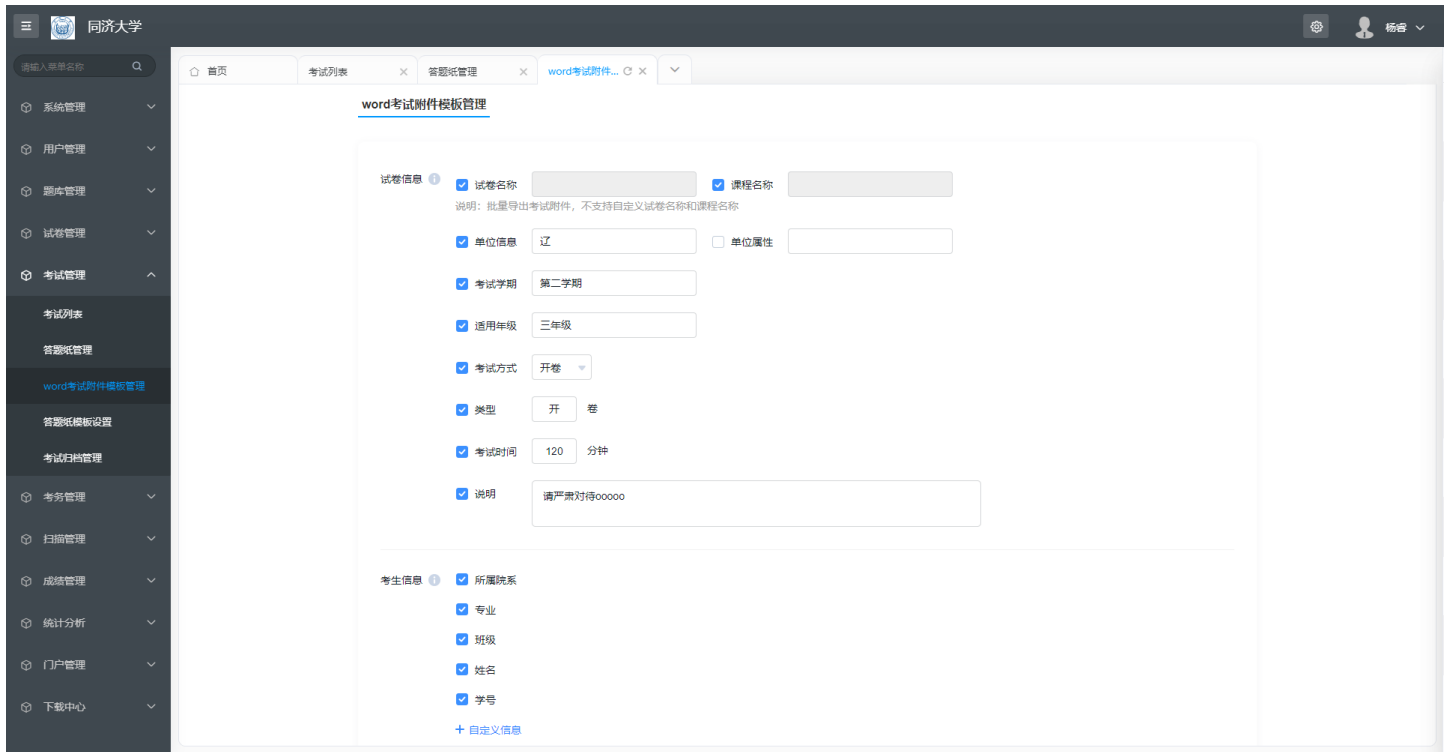 同济大学
杨睿
请输入菜单名称
首页
考试列表
答题纸管理
word考试附件...
系统管理
用户管理
题库管理
试卷管理
考试管理
考试列表
答题纸管理
word考试附件模板管理
答题纸模板设置
考试归档管理
考务管理
扫描管理
成绩管理
统计分析
门户管理
下载中心
word考试附件模板管理
试卷信息
试卷名称
课程名称
说明：批量导出考试附件，不支持自定义试卷名称和课程名称
单位信息 辽
单位属性
考试学期 第二学期
适用年级 三年级
考试方式 开卷
类型 开 卷
考试时间 120 分钟
说明 请严肃对待ooooo
考生信息
所属院系
专业
班级
姓名
学号
+ 自定义信息